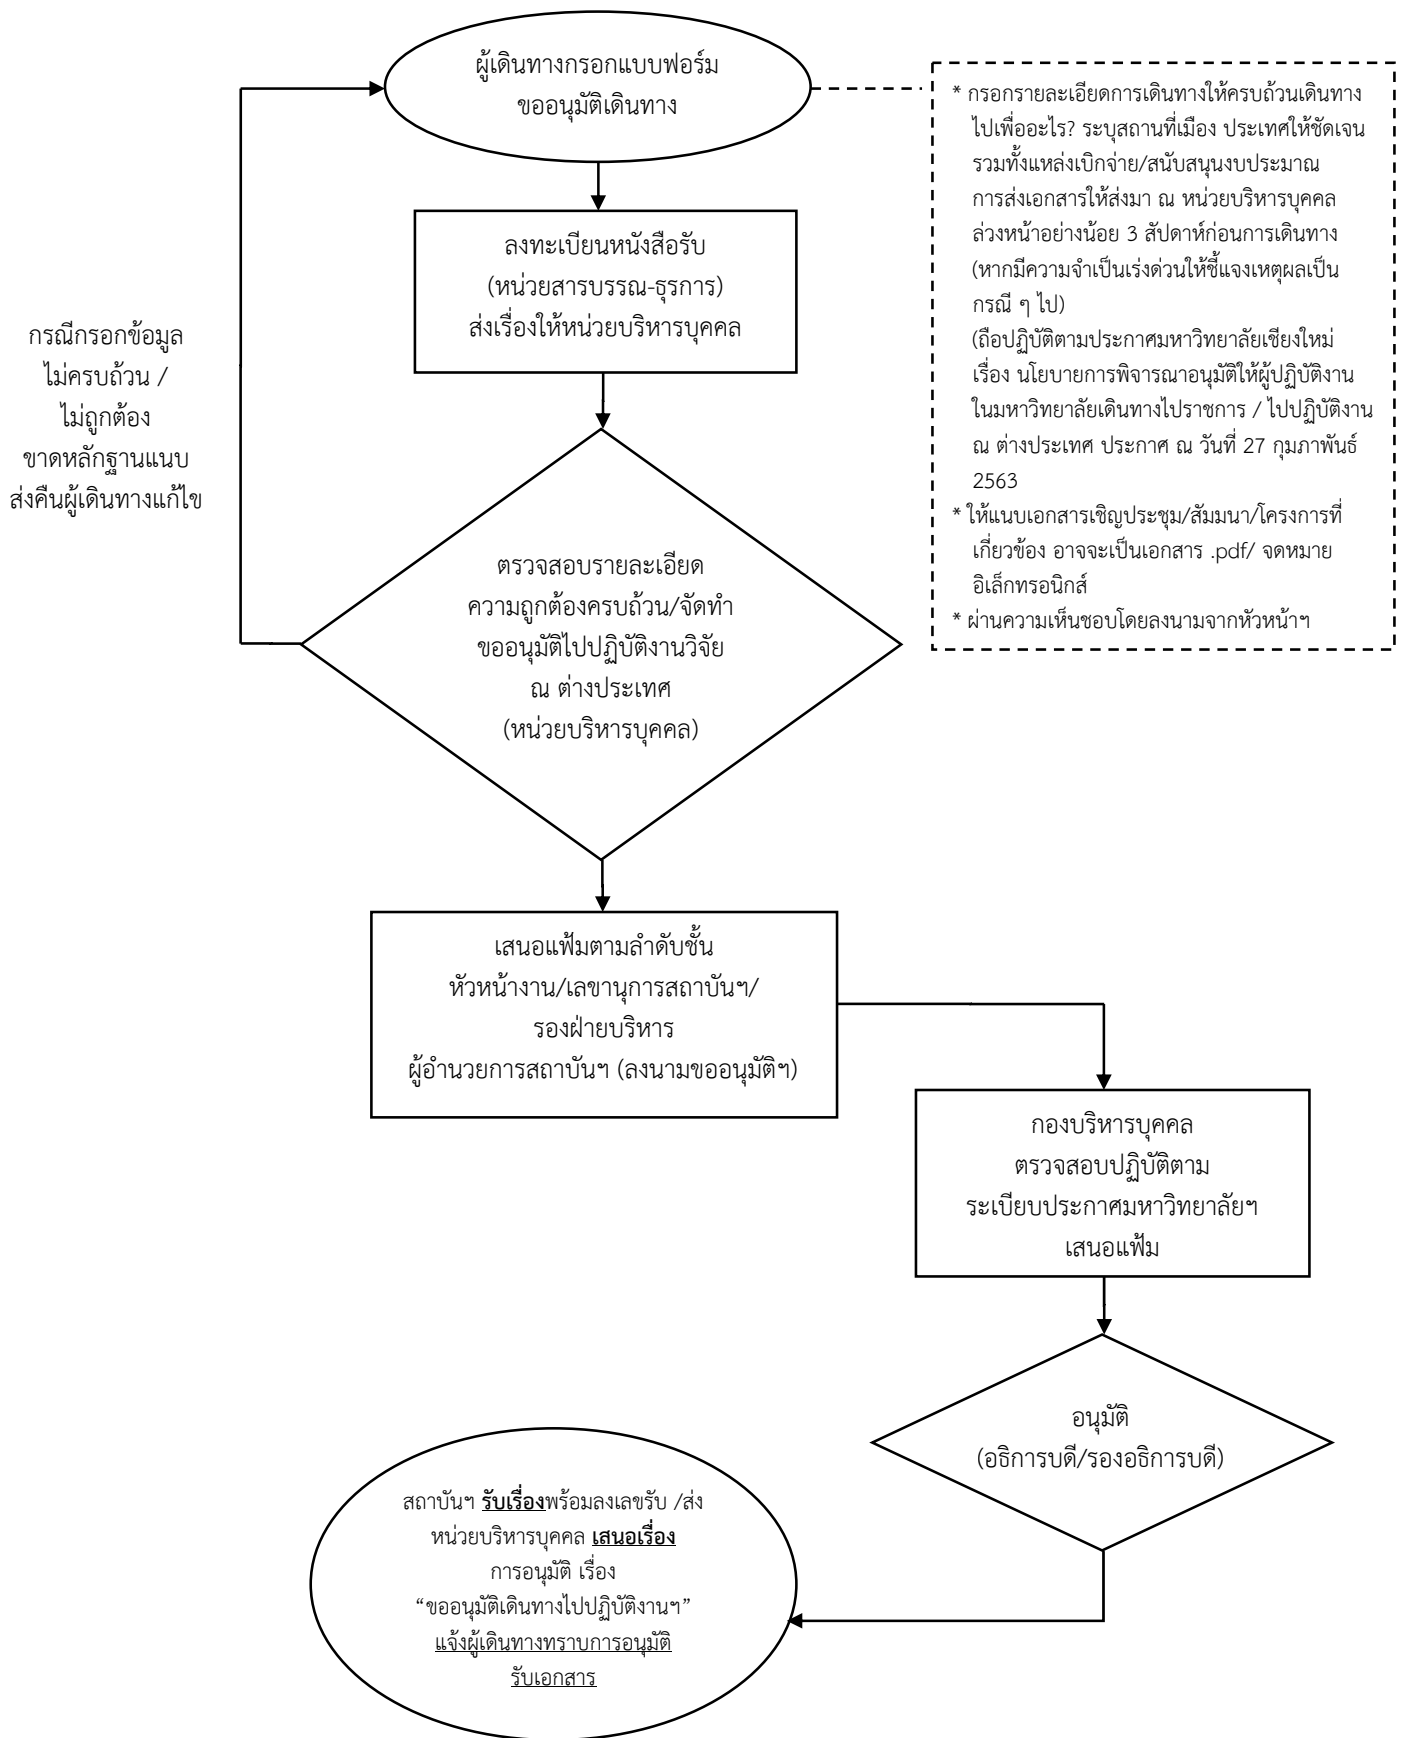 ผู้เดินทางกรอกแบบฟอร์ม
ขออนุมัติเดินทาง
* กรอกรายละเอียดการเดินทางให้ครบถ้วนเดินทาง
ไปเพื่ออะไร? ระบุสถานที่เมือง ประเทศให้ชัดเจน
รวมทั้งแหล่งเบิกจ่าย/สนับสนุนงบประมาณ
การส่งเอกสารให้ส่งมา ณ หน่วยบริหารบุคคล
ล่วงหน้าอย่างน้อย 3 สัปดาห์ก่อนการเดินทาง
(หากมีความจำเป็นเร่งด่วนให้ชี้แจงเหตุผลเป็น
กรณี ๆ ไป)
(ถือปฏิบัติตามประกาศมหาวิทยาลัยเชียงใหม่
เรื่อง นโยบายการพิจารณาอนุมัติให้ผู้ปฏิบัติงาน
ในมหาวิทยาลัยเดินทางไปราชการ / ไปปฏิบัติงาน
ณ ต่างประเทศ ประกาศ ณ วันที่ 27 กุมภาพันธ์
2563
* ให้แนบเอกสารเชิญประชุม/สัมมนา/โครงการที่
เกี่ยวข้อง อาจจะเป็นเอกสาร .pdf/ จดหมาย
อิเล็กทรอนิกส์
* ผ่านความเห็นชอบโดยลงนามจากหัวหน้าฯ
ลงทะเบียนหนังสือรับ
(หน่วยสารบรรณ-ธุรการ)
ส่งเรื่องให้หน่วยบริหารบุคคล
กรณีกรอกข้อมูล
ไม่ครบถ้วน /
ไม่ถูกต้อง
ขาดหลักฐานแนบ
ส่งคืนผู้เดินทางแก้ไข
ตรวจสอบรายละเอียด
ความถูกต้องครบถ้วน/จัดทำ
ขออนุมัติไปปฏิบัติงานวิจัย
ณ ต่างประเทศ
(หน่วยบริหารบุคคล)
เสนอแฟ้มตามลำดับชั้น
หัวหน้างาน/เลขานุการสถาบันฯ/
รองฝ่ายบริหาร
ผู้อำนวยการสถาบันฯ (ลงนามขออนุมัติฯ)
กองบริหารบุคคล
ตรวจสอบปฏิบัติตาม
ระเบียบประกาศมหาวิทยาลัยฯ
เสนอแฟ้ม
อนุมัติ
(อธิการบดี/รองอธิการบดี)
สถาบันฯ รับเรื่องพร้อมลงเลขรับ /ส่ง
หน่วยบริหารบุคคล เสนอเรื่อง
การอนุมัติ เรื่อง
“ขออนุมัติเดินทางไปปฏิบัติงานฯ”
แจ้งผู้เดินทางทราบการอนุมัติ
รับเอกสาร